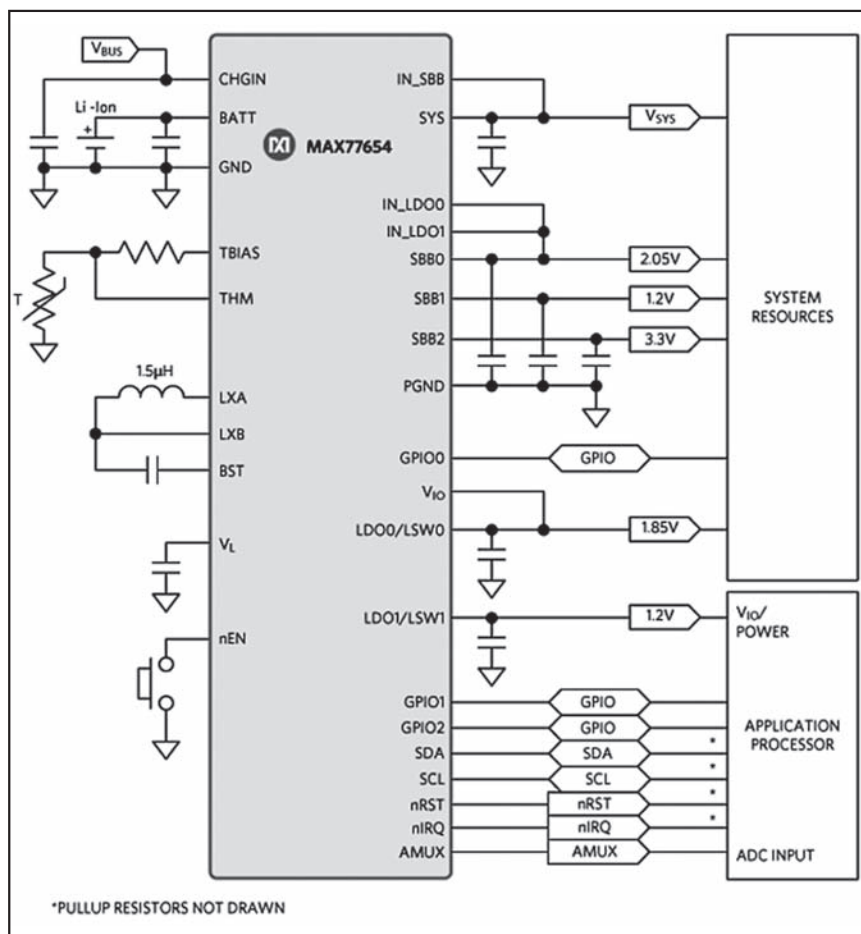 VBUS
CHGIN
Li -Ion
+
BATT
GND
TBIAS
THM
T
1.5μH
LXA
LXB
BST
VL
nEN
MAX77654
IN_SBB
SYS
VSYS
IN_LDO0
IN_LDO1
SBB0
2.05V
SBB1
1.2V
SBB2
3.3V
PGND
GPIO0
GPIO
VIO
LDO0/LSW0
1.85V
SYSTEM
RESOURCES
LDO1/LSW1
1.2V
VIO/
POWER
GPIO1
GPIO
GPIO2
GPIO
SDA
SDA
*
SCL
SCL
*
nRST
nRST
*
nIRQ
nIRQ
*
AMUX
AMUX
APPLICATION
PROCESSOR
ADC INPUT
*PULLUP RESISTORS NOT DRAWN